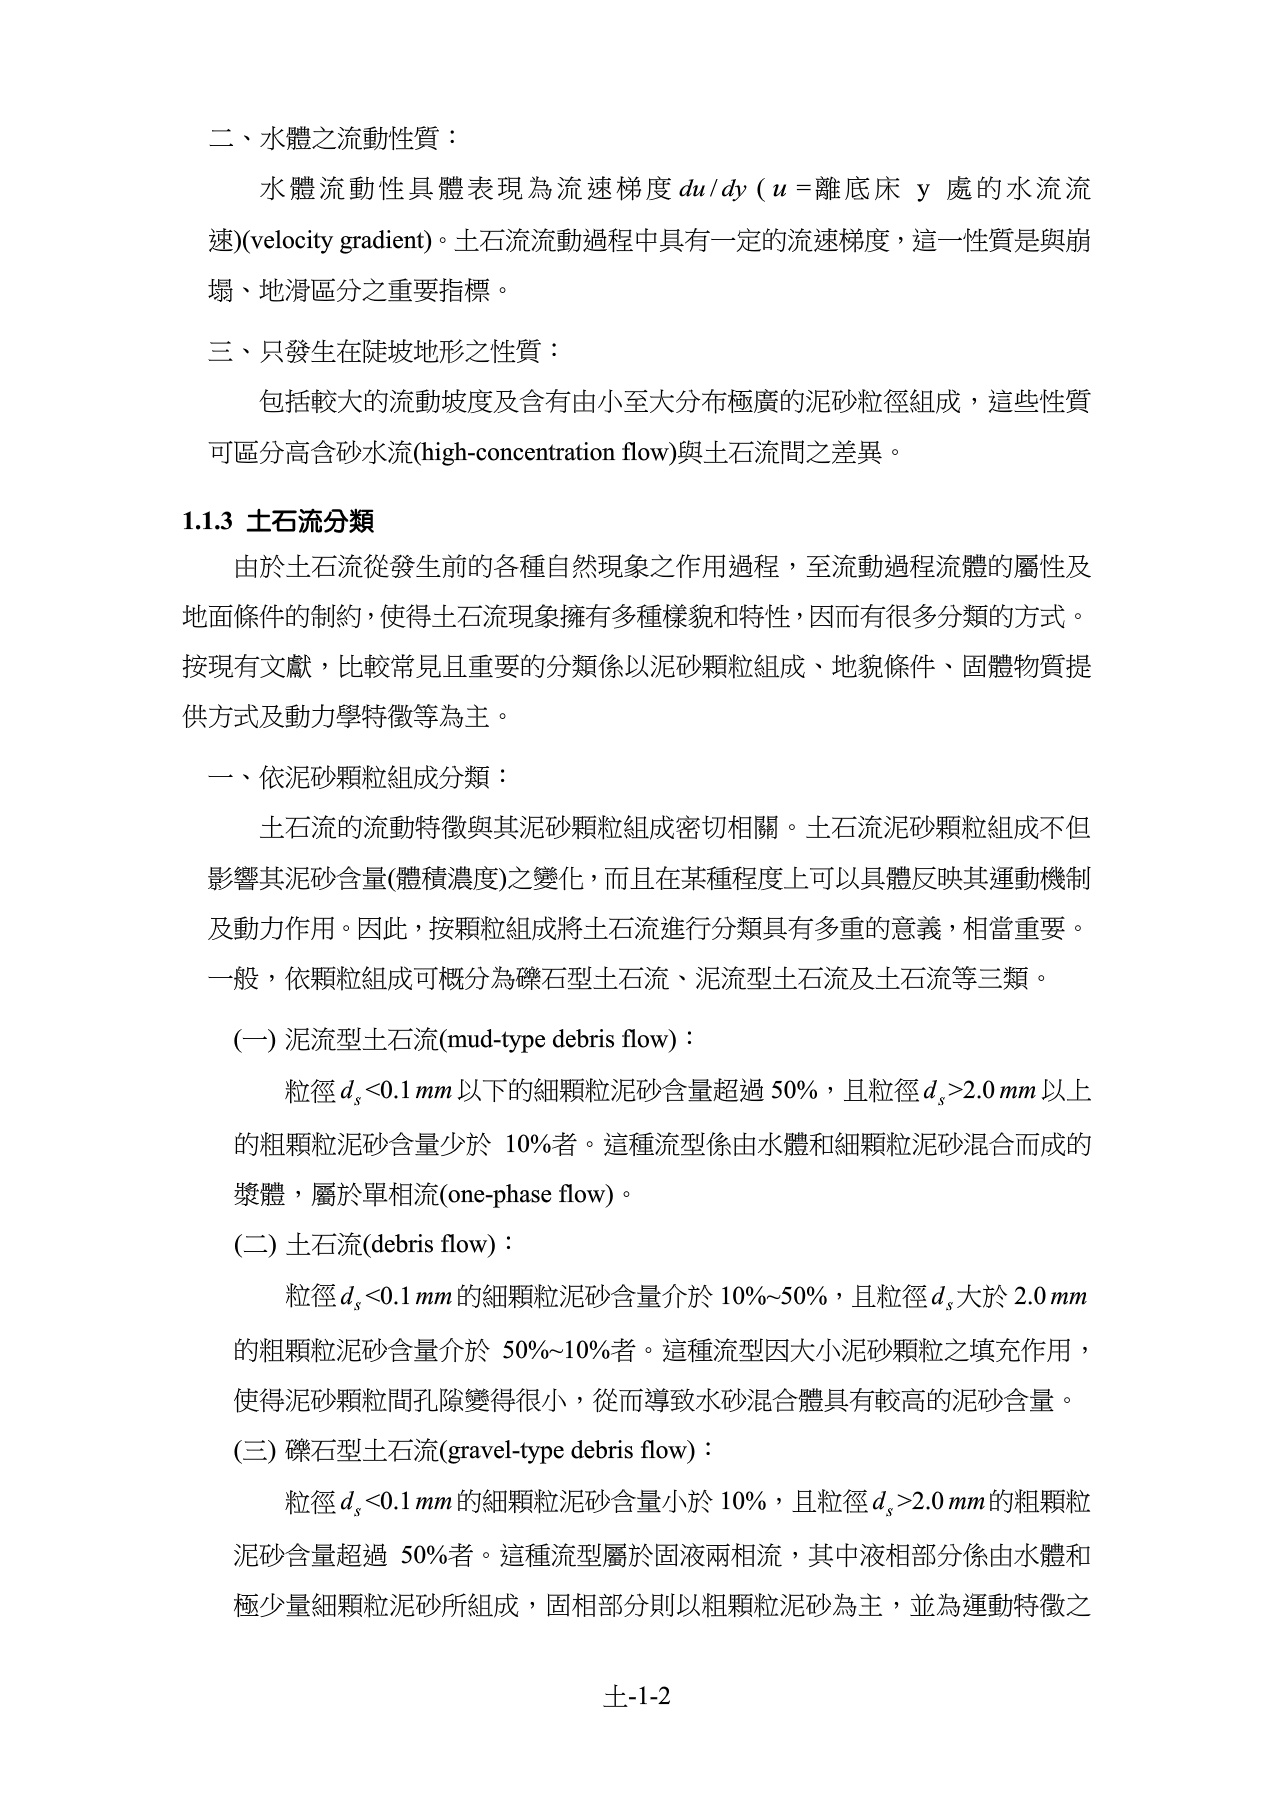 二、水體之流動性質：
水體流動性具體表現為流速梯度 du/dy ( u =離底床 y 處的水流流
速)(velocity gradient)。土石流流動過程中具有一定的流速梯度，這一性質是與崩
塌、地滑區分之重要指標。
三、只發生在陡坡地形之性質：
包括較大的流動坡度及含有由小至大分布極廣的泥砂粒徑組成，這些性質
可區分高含砂水流(high-concentration flow)與土石流間之差異。
1.1.3 土石流分類
由於土石流從發生前的各種自然現象之作用過程，至流動過程流體的屬性及
地面條件的制約，使得土石流現象擁有多種樣貌和特性，因而有很多分類的方式。
按現有文獻，比較常見且重要的分類係以泥砂顆粒組成、地貌條件、固體物質提
供方式及動力學特徵等為主。
一、依泥砂顆粒組成分類：
土石流的流動特徵與其泥砂顆粒組成密切相關。土石流泥砂顆粒組成不但
影響其泥砂含量(體積濃度)之變化，而且在某種程度上可以具體反映其運動機制
及動力作用。因此，按顆粒組成將土石流進行分類具有多重的意義，相當重要。
一般，依顆粒組成可概分為礫石型土石流、泥流型土石流及土石流等三類。
(一) 泥流型土石流(mud-type debris flow)：
粒徑 d_s <0.1 mm 以下的細顆粒泥砂含量超過 50%，且粒徑 d_s >2.0 mm 以上
的粗顆粒泥砂含量少於 10%者。這種流型係由水體和細顆粒泥砂混合而成的
漿體，屬於單相流(one-phase flow)。
(二) 土石流(debris flow)：
粒徑 d_s <0.1 mm 的細顆粒泥砂含量介於 10%~50%，且粒徑 d_s 大於 2.0 mm
的粗顆粒泥砂含量介於 50%~10%者。這種流型因大小泥砂顆粒之填充作用，
使得泥砂顆粒間孔隙變得很小，從而導致水砂混合體具有較高的泥砂含量。
(三) 礫石型土石流(gravel-type debris flow)：
粒徑 d_s <0.1 mm 的細顆粒泥砂含量小於 10%，且粒徑 d_s >2.0 mm 的粗顆粒
泥砂含量超過 50%者。這種流型屬於固液兩相流，其中液相部分係由水體和
極少量細顆粒泥砂所組成，固相部分則以粗顆粒泥砂為主，並為運動特徵之
土-1-2